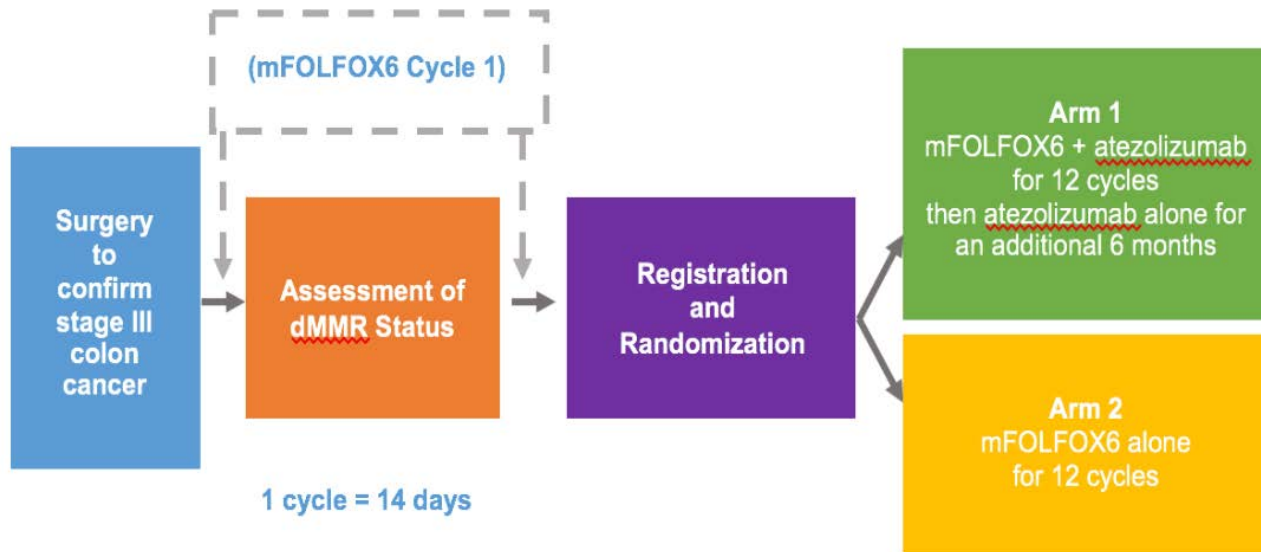 (mFOLFOX6 Cycle 1)
Surgery
to
confirm
stage III
colon
cancer
Assessment of
dMMR Status
Registration
and
Randomization
Arm 1
mFOLFOX6 + atezolizumab
for 12 cycles
then atezolizumab alone for
an additional 6 months
Arm 2
mFOLFOX6 alone
for 12 cycles
1 cycle = 14 days